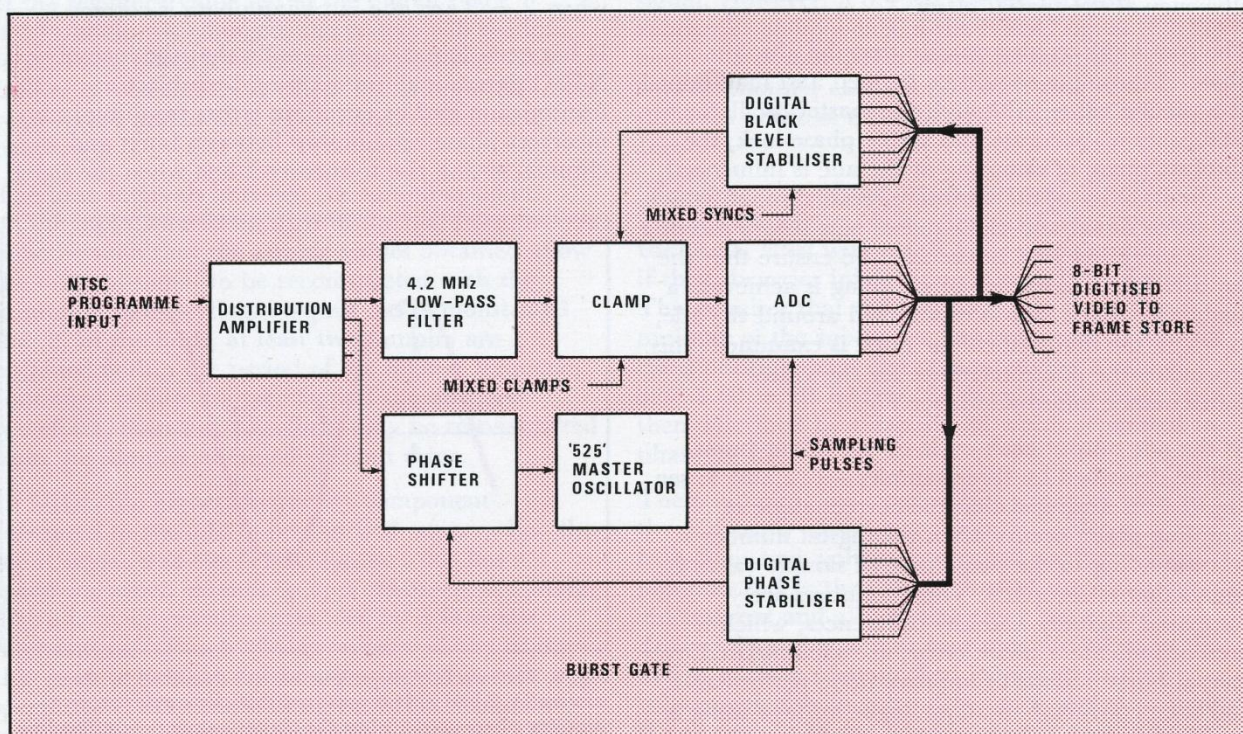 DIGITAL
BLACK
LEVEL
STABILISER
MIXED SYNCS
NTSC
PROGRAMME
INPUT
DISTRIBUTION
AMPLIFIER
4.2 MHz
LOW-PASS
FILTER
CLAMP
ADC
8-BIT
DIGITISED
VIDEO TO
FRAME STORE
MIXED CLAMPS
PHASE
SHIFTER
'525'
MASTER
OSCILLATOR
SAMPLING
PULSES
DIGITAL
PHASE
STABILISER
BURST GATE